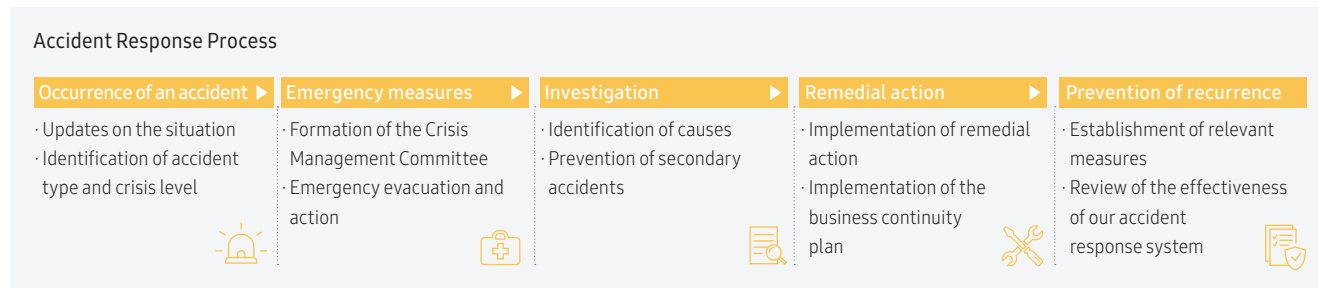 Accident Response Process
Occurrence of an accident
· Updates on the situation
· Identification of accident
type and crisis level
Emergency measures
· Formation of the Crisis
Management Committee
· Emergency evacuation and
action
Investigation
· Identification of causes
· Prevention of secondary
accidents
Remedial action
· Implementation of remedial
action
· Implementation of the
business continuity
plan
Prevention of recurrence
· Establishment of relevant
measures
· Review of the effectiveness
of our accident
response system